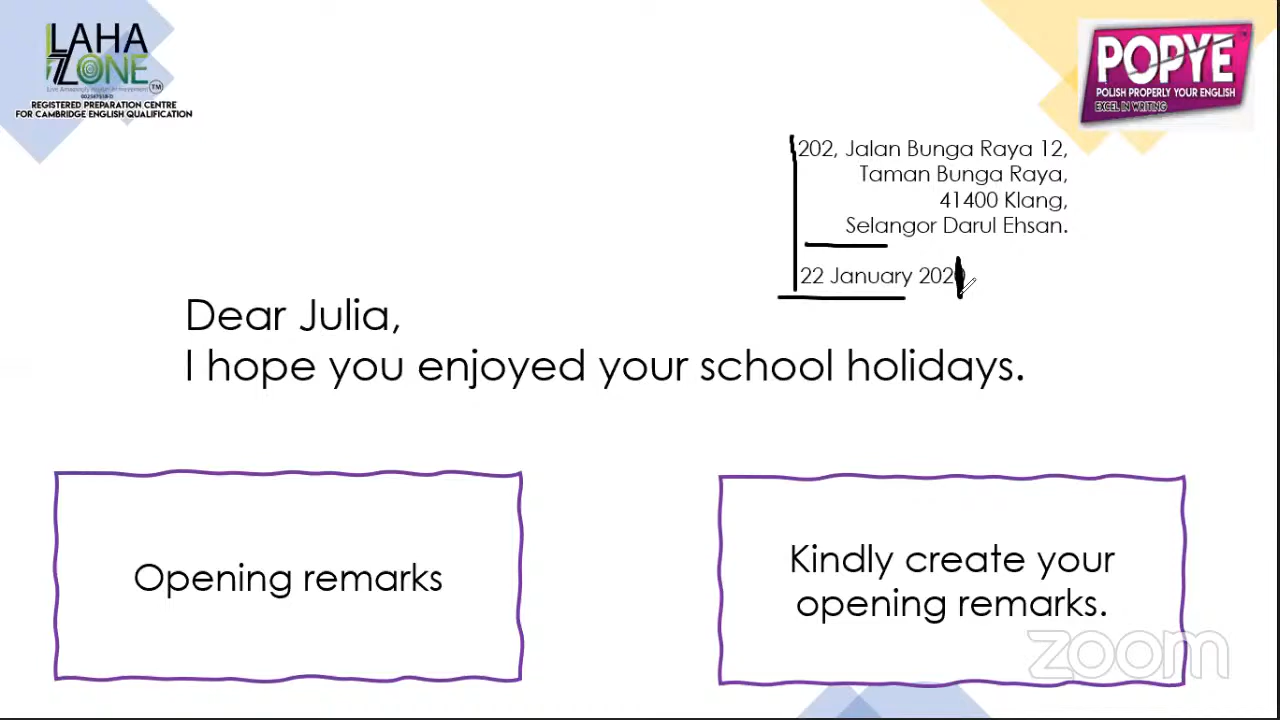 LAHA
ZONE
TM
REGISTERED PREPARATION CENTRE
FOR CAMBRIDGE ENGLISH QUALIFICATION
POPYE
POLISH PROPERLY YOUR ENGLISH
EXCEL IN WRITING
202, Jalan Bunga Raya 12,
Taman Bunga Raya,
41400 Klang,
Selangor Darul Ehsan.
22 January 202
Dear Julia,
I hope you enjoyed your school holidays.
Opening remarks
Kindly create your
opening remarks.
zoom